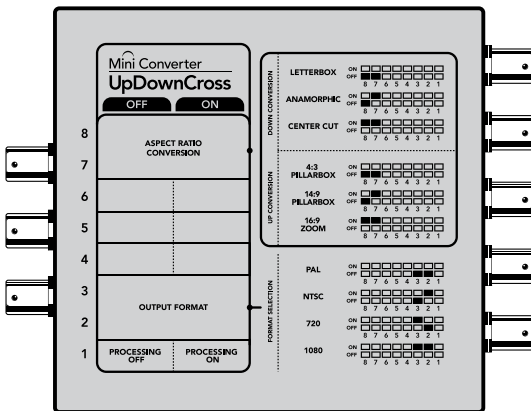 Mini Converter
UpDownCross
OFF ON
8
ASPECT RATIO
CONVERSION
7
6
5
4
3
OUTPUT FORMAT
2
1
PROCESSING
OFF
PROCESSING
ON
DOWN CONVERSION
LETTERBOX
ON
OFF
8 7 6 5 4 3 2 1
ANAMORPHIC
ON
OFF
8 7 6 5 4 3 2 1
CENTER CUT
ON
OFF
8 7 6 5 4 3 2 1
UP CONVERSION
4:3
PILLARBOX
ON
OFF
8 7 6 5 4 3 2 1
14:9
PILLARBOX
ON
OFF
8 7 6 5 4 3 2 1
16:9
ZOOM
ON
OFF
8 7 6 5 4 3 2 1
FORMAT SELECTION
PAL
ON
OFF
8 7 6 5 4 3 2 1
NTSC
ON
OFF
8 7 6 5 4 3 2 1
720
ON
OFF
8 7 6 5 4 3 2 1
1080
ON
OFF
8 7 6 5 4 3 2 1